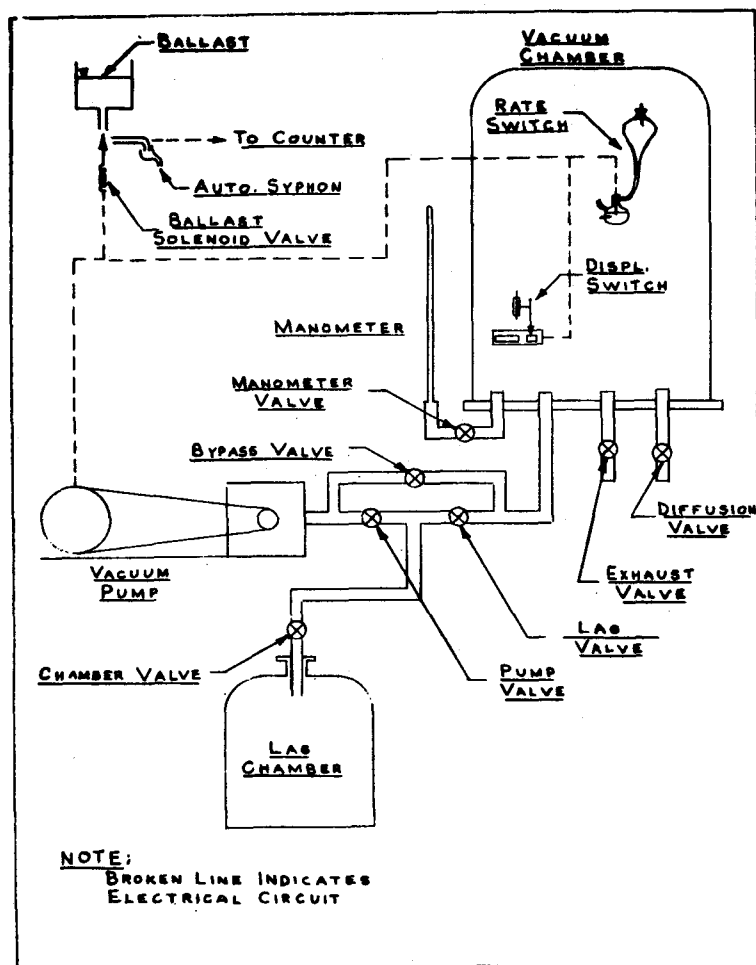 BALLAST
VACUUM
CHAMBER
RATE
SWITCH
TO COUNTER
AUTO. SYPHON
BALLAST
SOLENOID VALVE
DISPL.
SWITCH
MANOMETER
MANOMETER
VALVE
BYPASS VALVE
DIFFUSION
VALVE
VACUUM
PUMP
EXHAUST
VALVE
LAG
VALVE
CHAMBER VALVE
PUMP
VALVE
LAG
CHAMBER
NOTE:
BROKEN LINE INDICATES
ELECTRICAL CIRCUIT